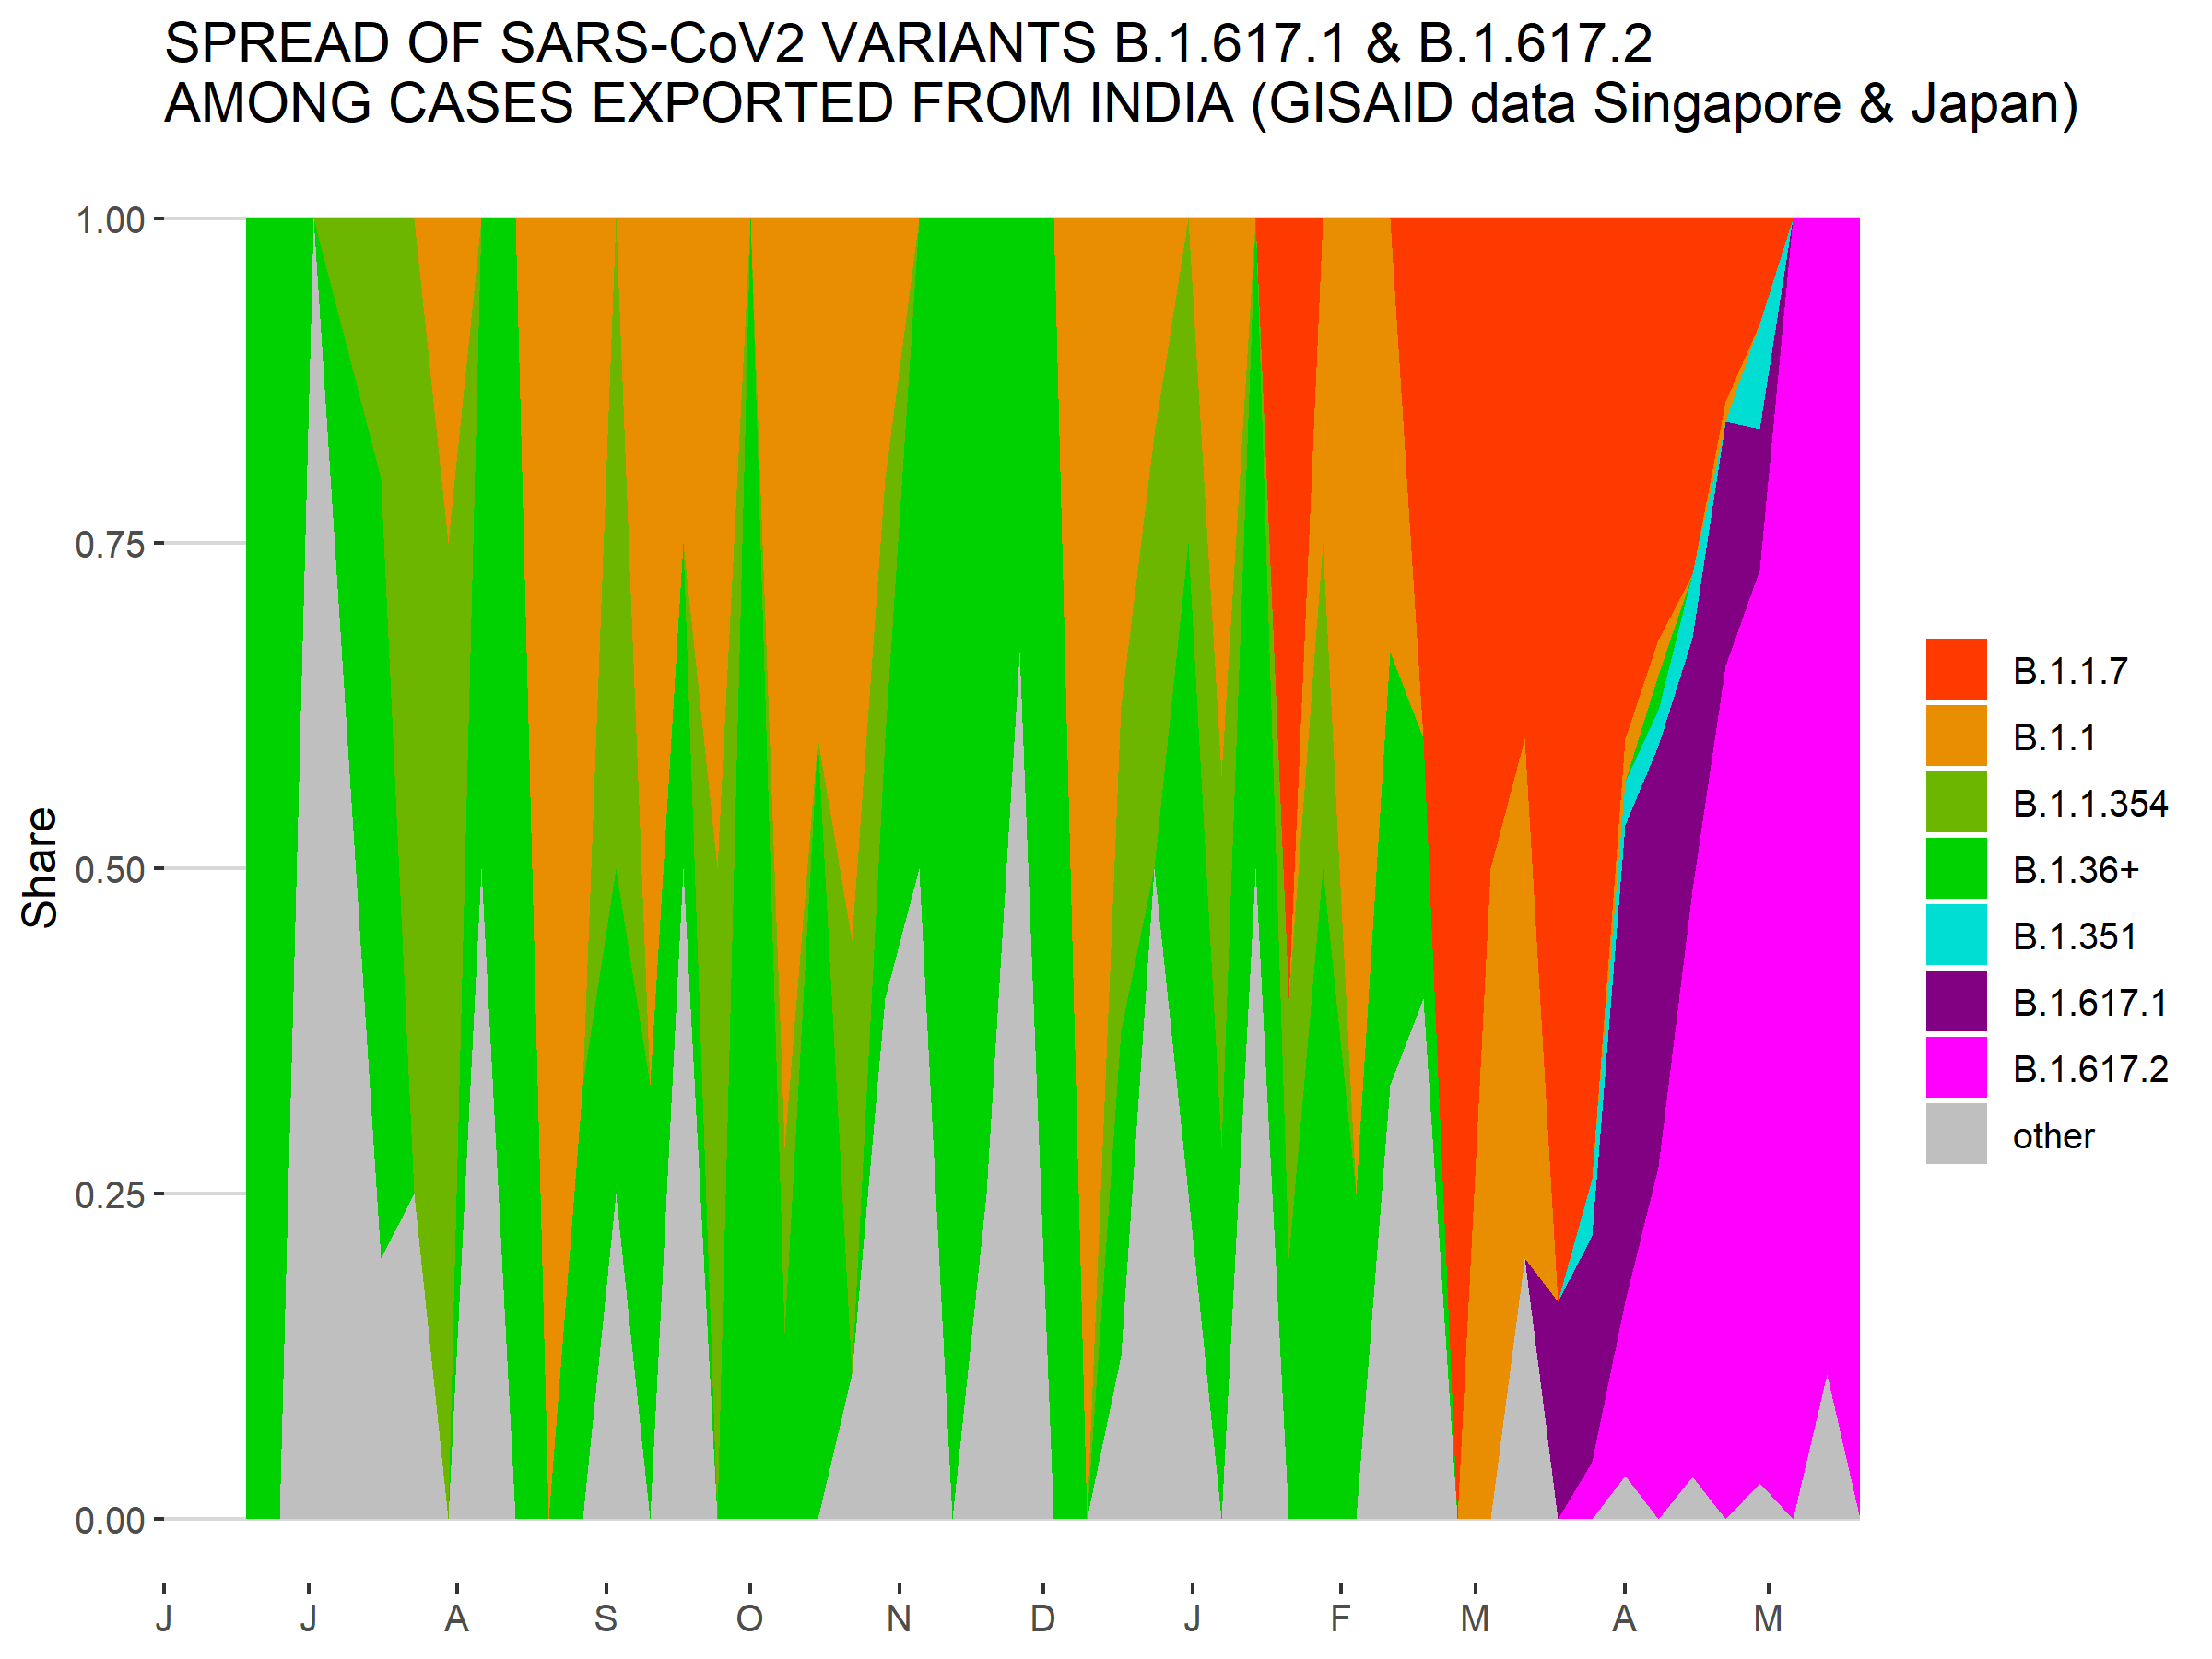 SPREAD OF SARS-CoV2 VARIANTS B.1.617.1 & B.1.617.2
AMONG CASES EXPORTED FROM INDIA (GISAID data Singapore & Japan)
Share
1.00
0.75
0.50
0.25
0.00
J J A S O N D J F M A M
B.1.1.7
B.1.1
B.1.1.354
B.1.36+
B.1.351
B.1.617.1
B.1.617.2
other